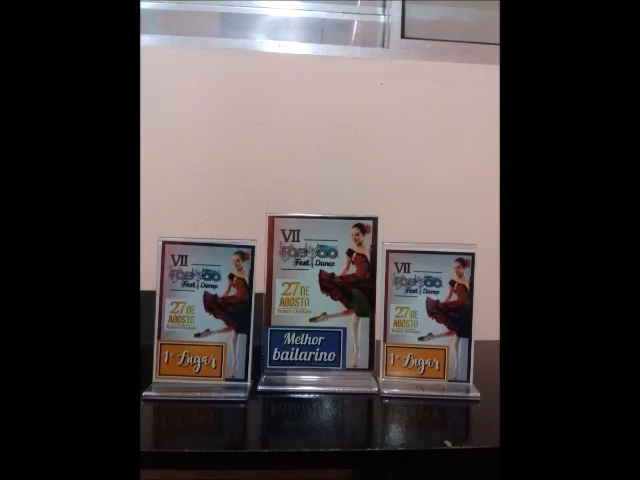 VII
Fest Dance
27 DE
AGOSTO
1º Lugar
VII
Fest Dance
27 DE
AGOSTO
Melhor
bailarino
VII
Fest Dance
27 DE
AGOSTO
1º Lugar